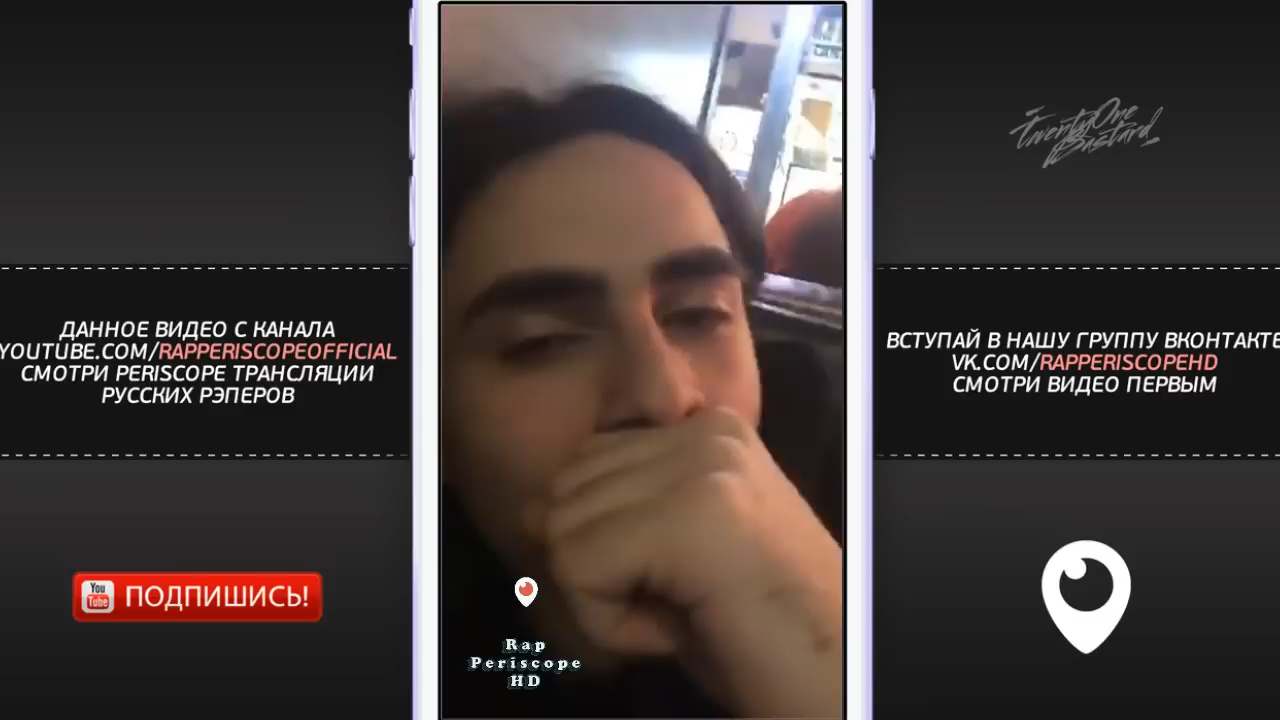 ДАННОЕ ВИДЕО С КАНАЛА
YOUTUBE.COM/RAPPERISCOPEOFFICIAL
СМОТРИ PERISCOPE ТРАНСЛЯЦИИ
РУССКИХ РЭПЕРОВ
You
Tube
ПОДПИШИСЬ!
Rap
Periscope
HD
TwentyOne
Bastard
ВСТУПАЙ В НАШУ ГРУППУ ВКОНТАКТЕ
VK.COM/RAPPERISCOPEHD
СМОТРИ ВИДЕО ПЕРВЫМ